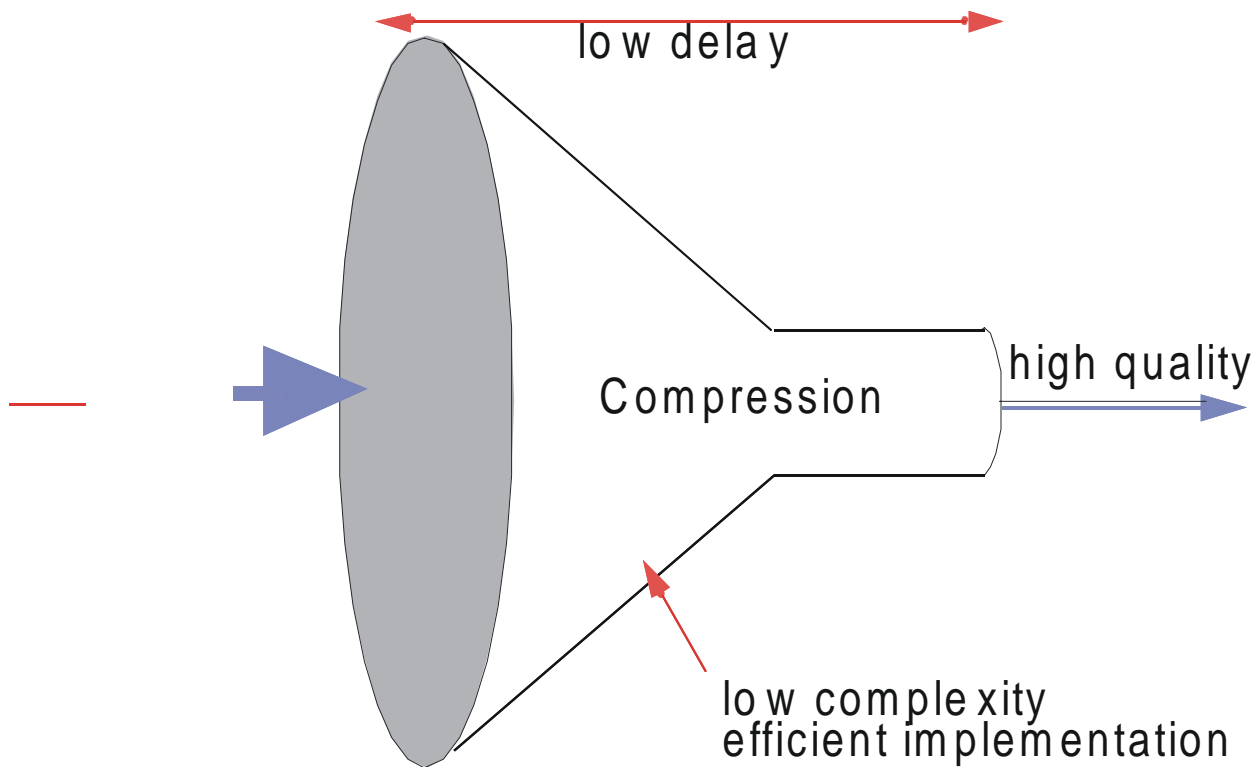 low delay
high quality
Compression
low complexity
efficient implementation